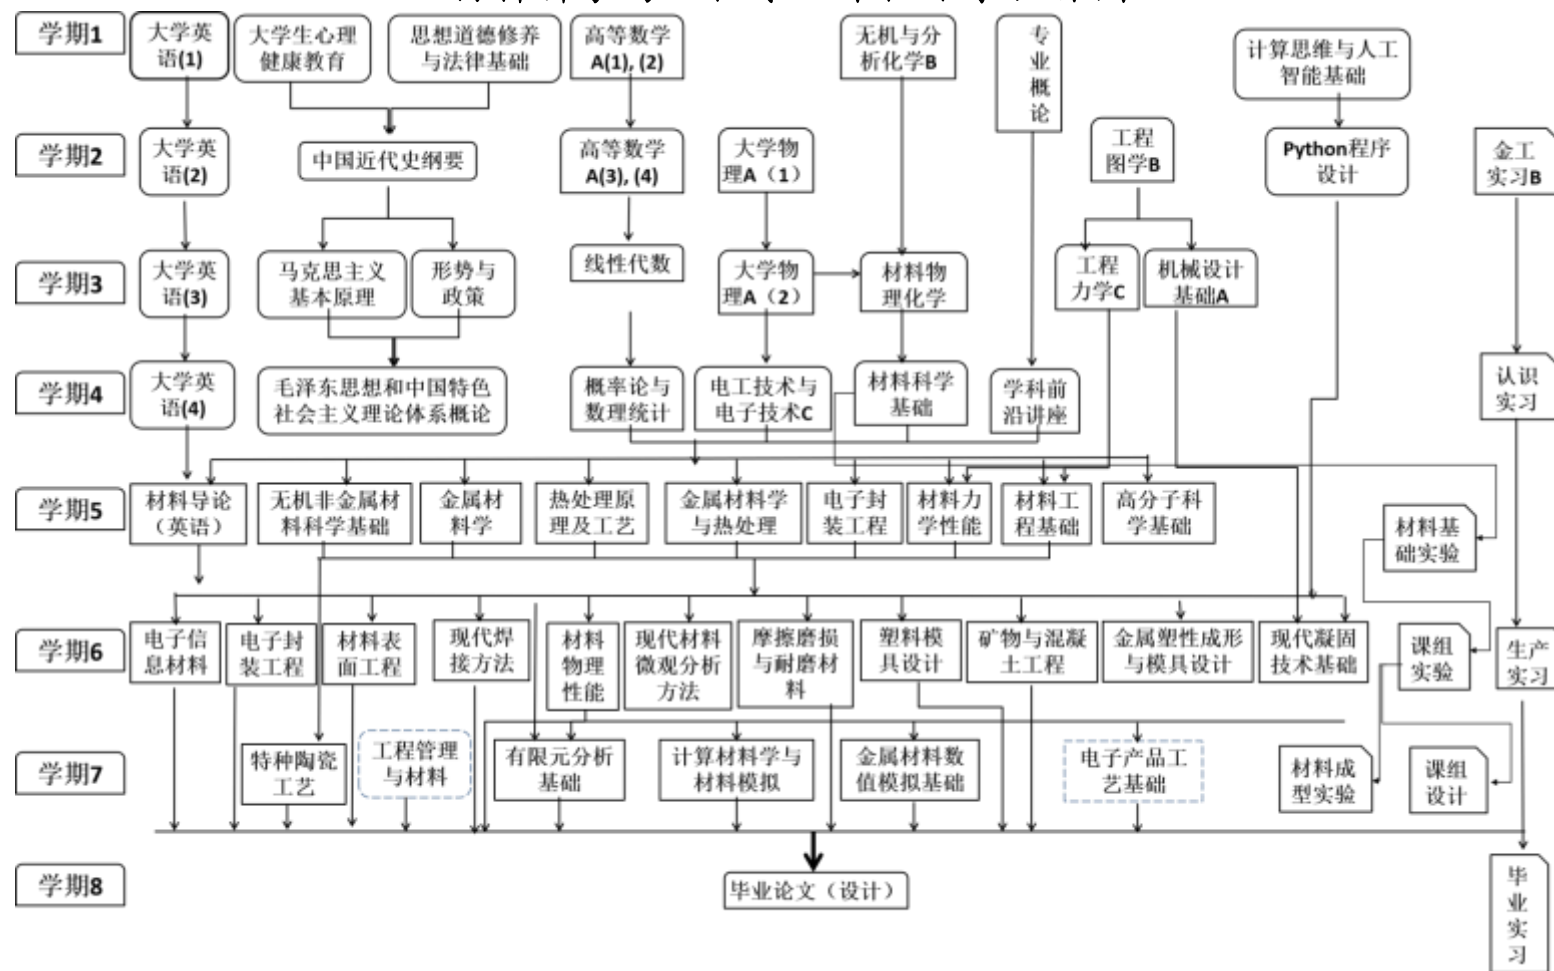 学期1
大学英
语(1)
大学生心理
健康教育
思想道德修养
与法律基础
高等数学
A(1), (2)
无机与分
析化学B
专
业
概
论
计算思维与人工
智能基础
学期2
大学英
语(2)
中国近代史纲要
高等数学
A(3), (4)
大学物
理A（1）
工程
图学B
Python程序
设计
金工
实习B
学期3
大学英
语(3)
马克思主义
基本原理
形势与
政策
线性代数
大学物
理A（2）
材料物
理化学
工程
力学C
机械设计
基础A
学期4
大学英
语(4)
毛泽东思想和中国特色
社会主义理论体系概论
概率论与
数理统计
电工技术与
电子技术C
材料科学
基础
学科前
沿讲座
认识
实习
学期5
材料导论
（英语）
无机非金属材
料科学基础
金属材
料学
热处理原
理及工艺
金属材料学
与热处理
电子封
装工程
材料力
学性能
材料工
程基础
高分子科
学基础
材料基
础实验
学期6
电子信
息材料
电子封
装工程
材料表
面工程
现代焊
接方法
材料
物理
性能
现代材料
微观分析
方法
摩擦磨损
与耐磨材
料
塑料模
具设计
矿物与混凝
土工程
金属塑性成形
与模具设计
现代凝固
技术基础
课组
实验
生产
实习
学期7
特种陶瓷
工艺
工程管理
与材料
有限元分析
基础
计算材料学与
材料模拟
金属材料数
值模拟基础
电子产品工
艺基础
材料成
型实验
课组
设计
学期8
毕业论文（设计）
毕
业
实
习